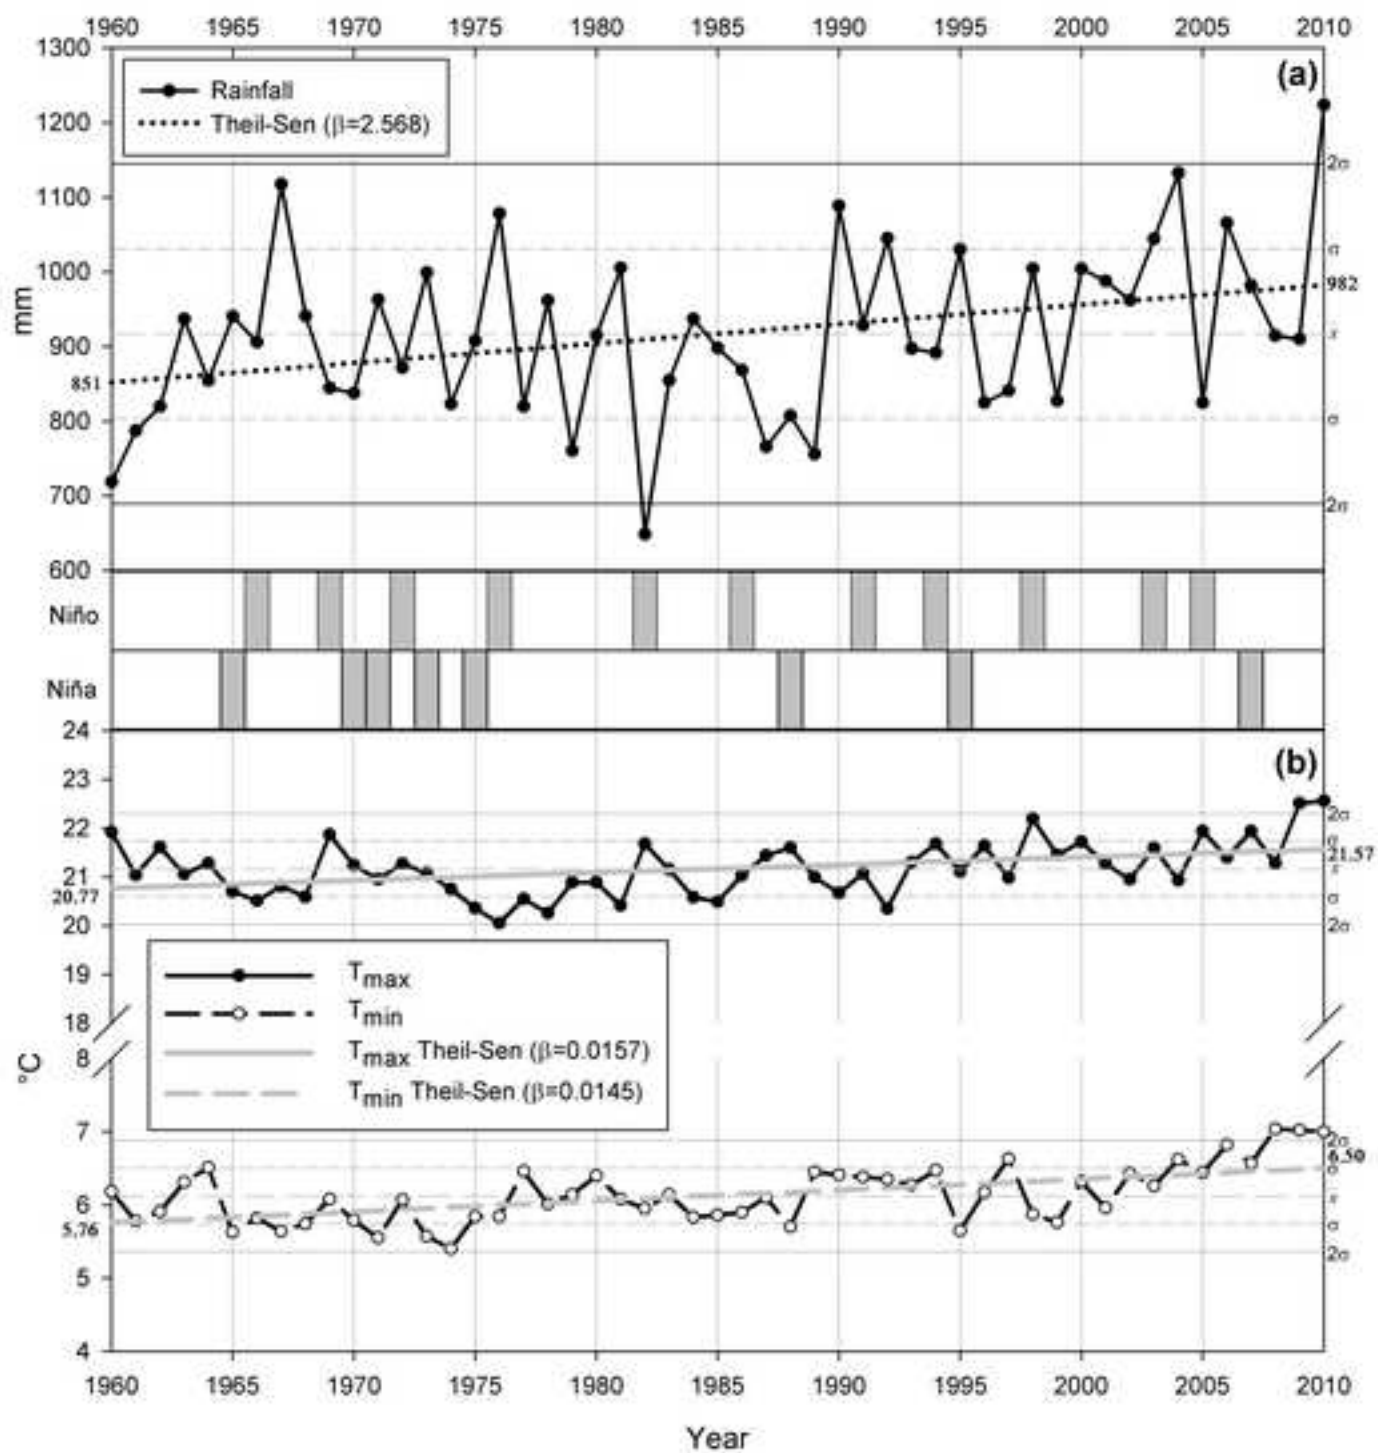 1960 1965 1970 1975 1980 1985 1990 1995 2000 2005 2010
1300
(a)
Rainfall
Theil-Sen (β=2.568)
1200
2σ
1100
σ
1000
982
mm
900
851
800
σ
700
2σ
600
Niño
Niña
24
(b)
23
22
2σ
σ
21.57
21
20.77
σ
20
2σ
19
18
Tmax
Tmin
Tmax Theil-Sen (β=0.0157)
Tmin Theil-Sen (β=0.0145)
°C
8
7
2σ
6.50
σ
6
5.76
σ
2σ
5
4
1960 1965 1970 1975 1980 1985 1990 1995 2000 2005 2010
Year